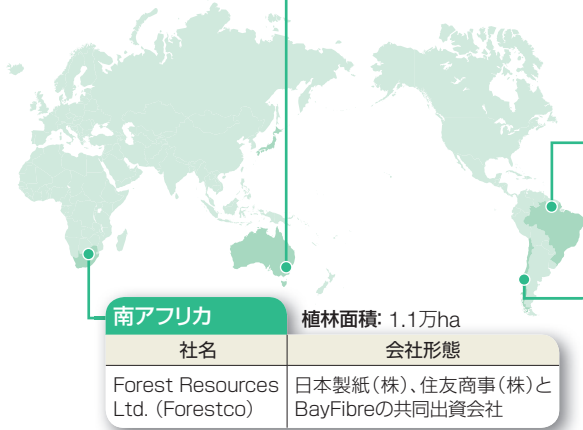 南アフリカ
植林面積: 1.1万ha
社名
会社形態
Forest Resources
Ltd. (Forestco)
日本製紙(株)、住友商事(株)と
BayFibreの共同出資会社